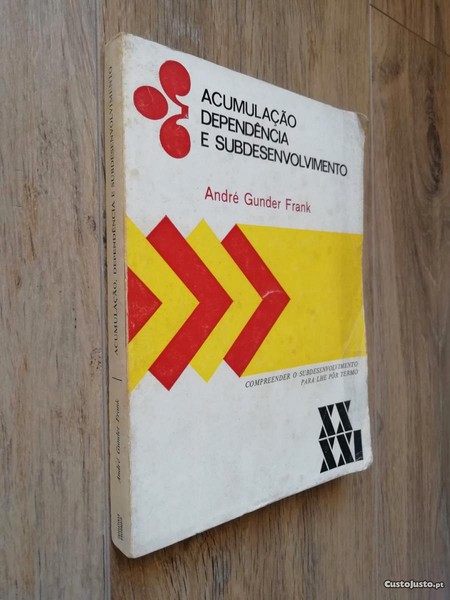 ACUMULAÇÃO
DEPENDÊNCIA
E SUBDESENVOLVIMENTO
André Gunder Frank
COMPREENDER O SUBDESENVOLVIMENTO
PARA LHE PÔR TERMO
XX
XXI
André Gunder Frank
ACUMULAÇÃO, DEPENDÊNCIA E SUBDESENVOLVIMENTO
CustoJusto.pt